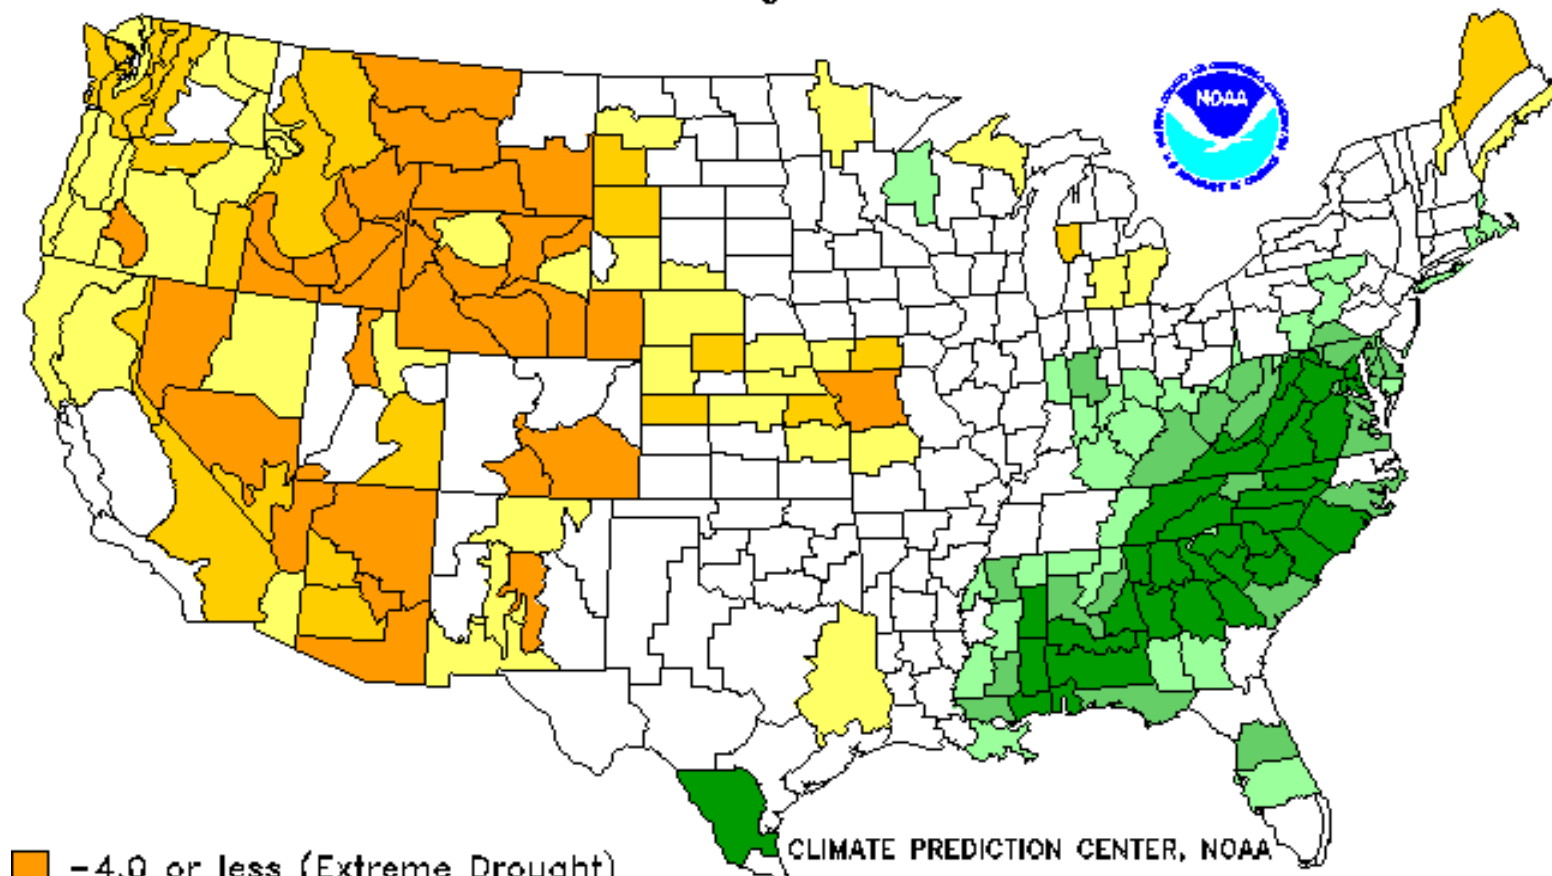 NOAA
CLIMATE PREDICTION CENTER, NOAA
-4.0 or less (Extreme Drought)